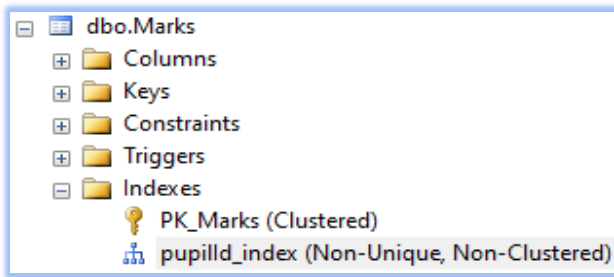 dbo.Marks
Columns
Keys
Constraints
Triggers
Indexes
PK_Marks (Clustered)
pupilId_index (Non-Unique, Non-Clustered)